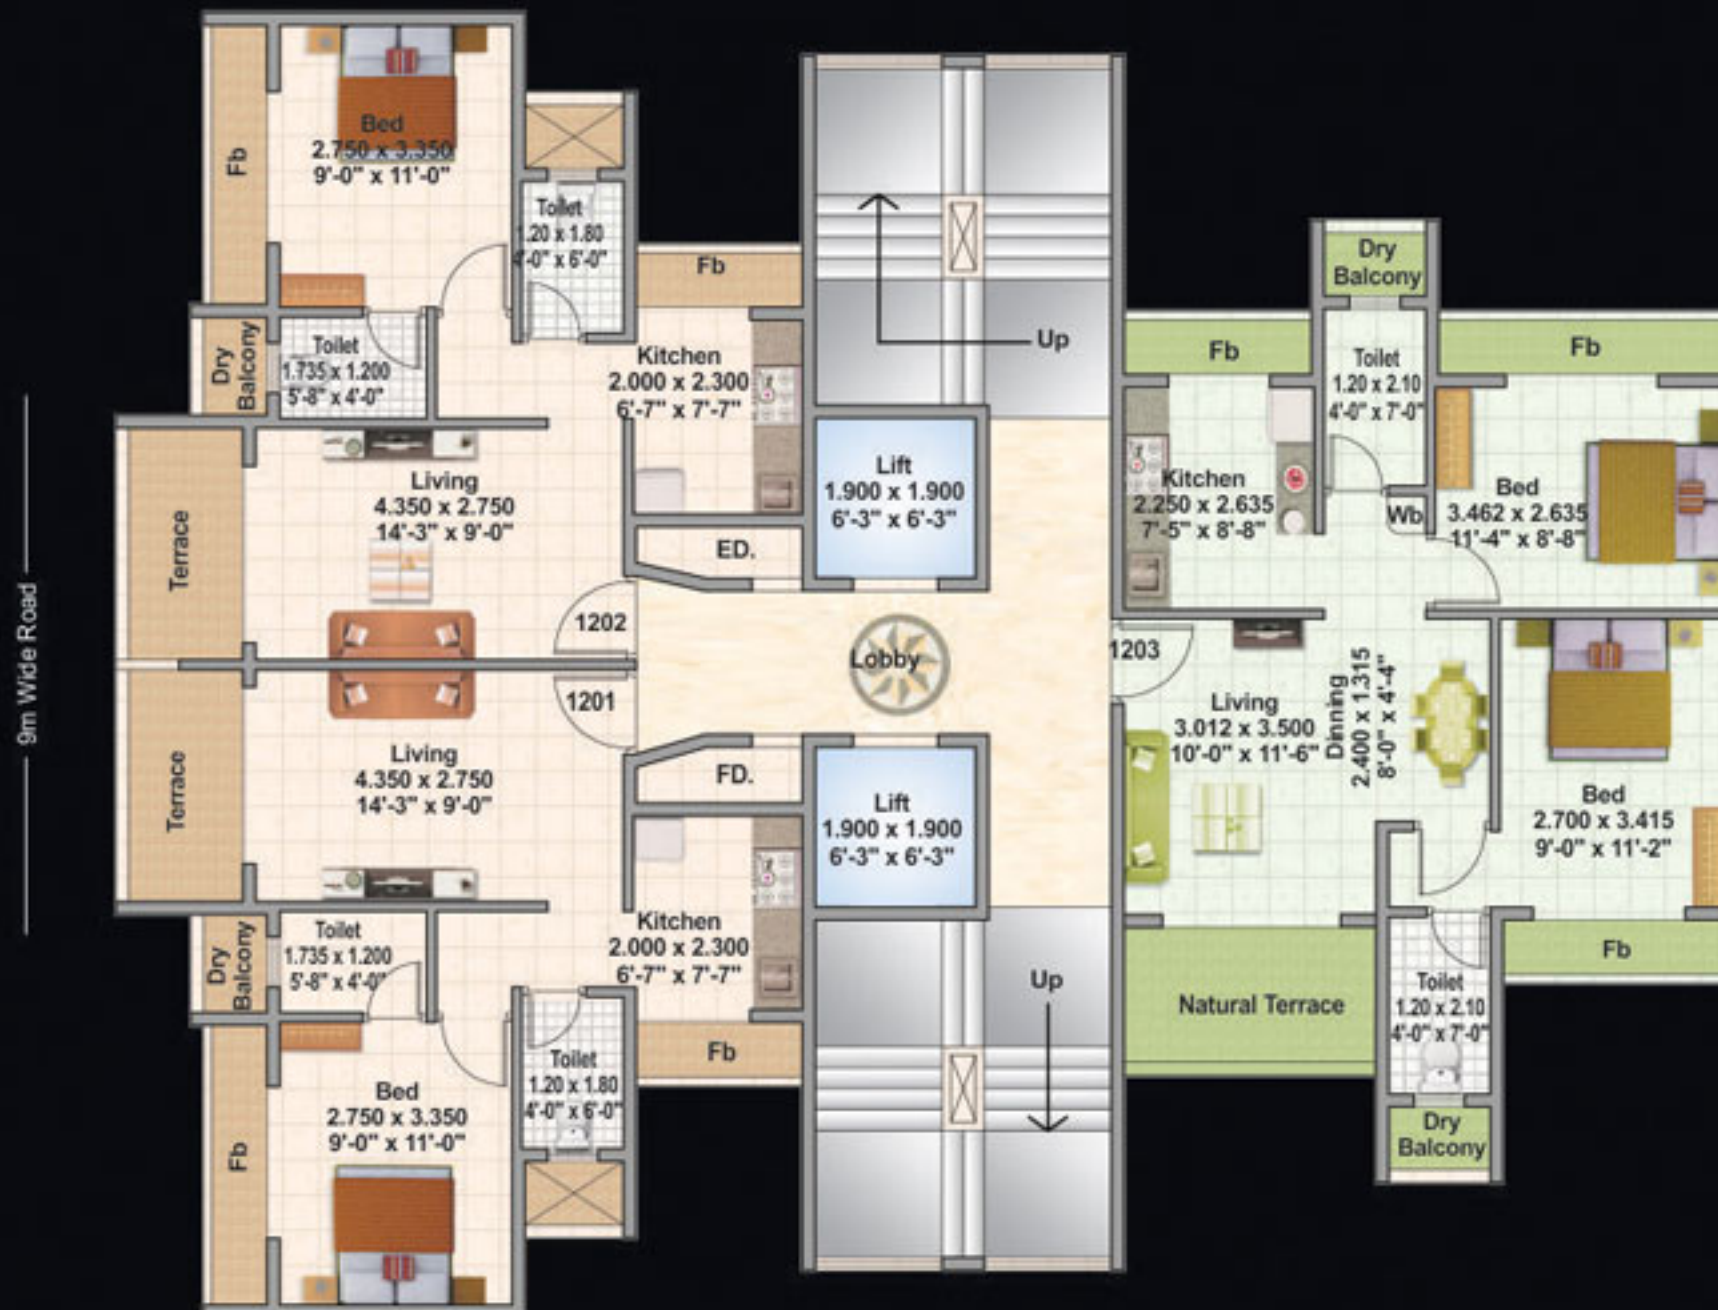 9m Wide Road
Fb
Bed
2.750 x 3.350
9'-0" x 11'-0"
Toilet
1.20 x 1.80
4'-0" x 6'-0"
Fb
Dry
Balcony
Toilet
1.735 x 1.200
5'-8" x 4'-0"
Kitchen
2.000 x 2.300
6'-7" x 7'-7"
Terrace
Living
4.350 x 2.750
14'-3" x 9'-0"
ED.
1202
Up
Lift
1.900 x 1.900
6'-3" x 6'-3"
Lobby
1201
Terrace
Living
4.350 x 2.750
14'-3" x 9'-0"
FD.
Lift
1.900 x 1.900
6'-3" x 6'-3"
Dry
Balcony
Toilet
1.735 x 1.200
5'-8" x 4'-0"
Kitchen
2.000 x 2.300
6'-7" x 7'-7"
Fb
Up
Fb
Bed
2.750 x 3.350
9'-0" x 11'-0"
Toilet
1.20 x 1.80
4'-0" x 6'-0"
Dry
Balcony
Fb
Toilet
1.20 x 2.10
4'-0" x 7'-0"
Fb
Kitchen
2.250 x 2.635
7'-5" x 8'-8"
Wb
Bed
3.462 x 2.635
11'-4" x 8'-8"
1203
Living
3.012 x 3.500
10'-0" x 11'-6"
Dinning
2.400 x 1.315
8'-0" x 4'-4"
Bed
2.700 x 3.415
9'-0" x 11'-2"
Natural Terrace
Toilet
1.20 x 2.10
4'-0" x 7'-0"
Fb
Dry
Balcony